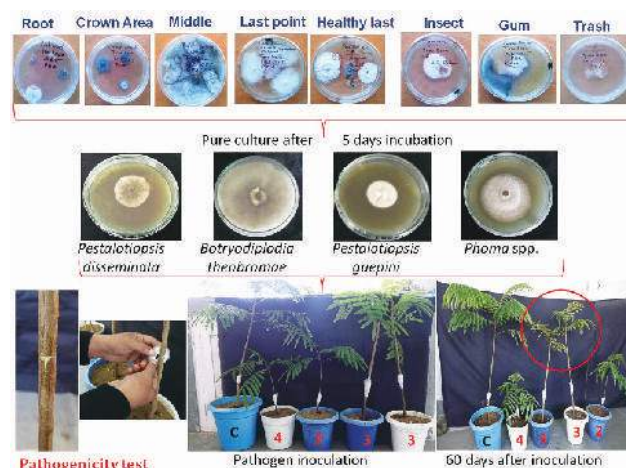 Root Crown Area Middle Last point Healthy last Insect Gum Trash
Pure culture after 5 days incubation
Pestalotiopsis disseminata
Botryodiplodia theobromae
Pestalotiopsis guepini
Phoma spp.
C 4 3 3
C 4 3 2
Pathogenicity test
Pathogen inoculation
60 days after inoculation